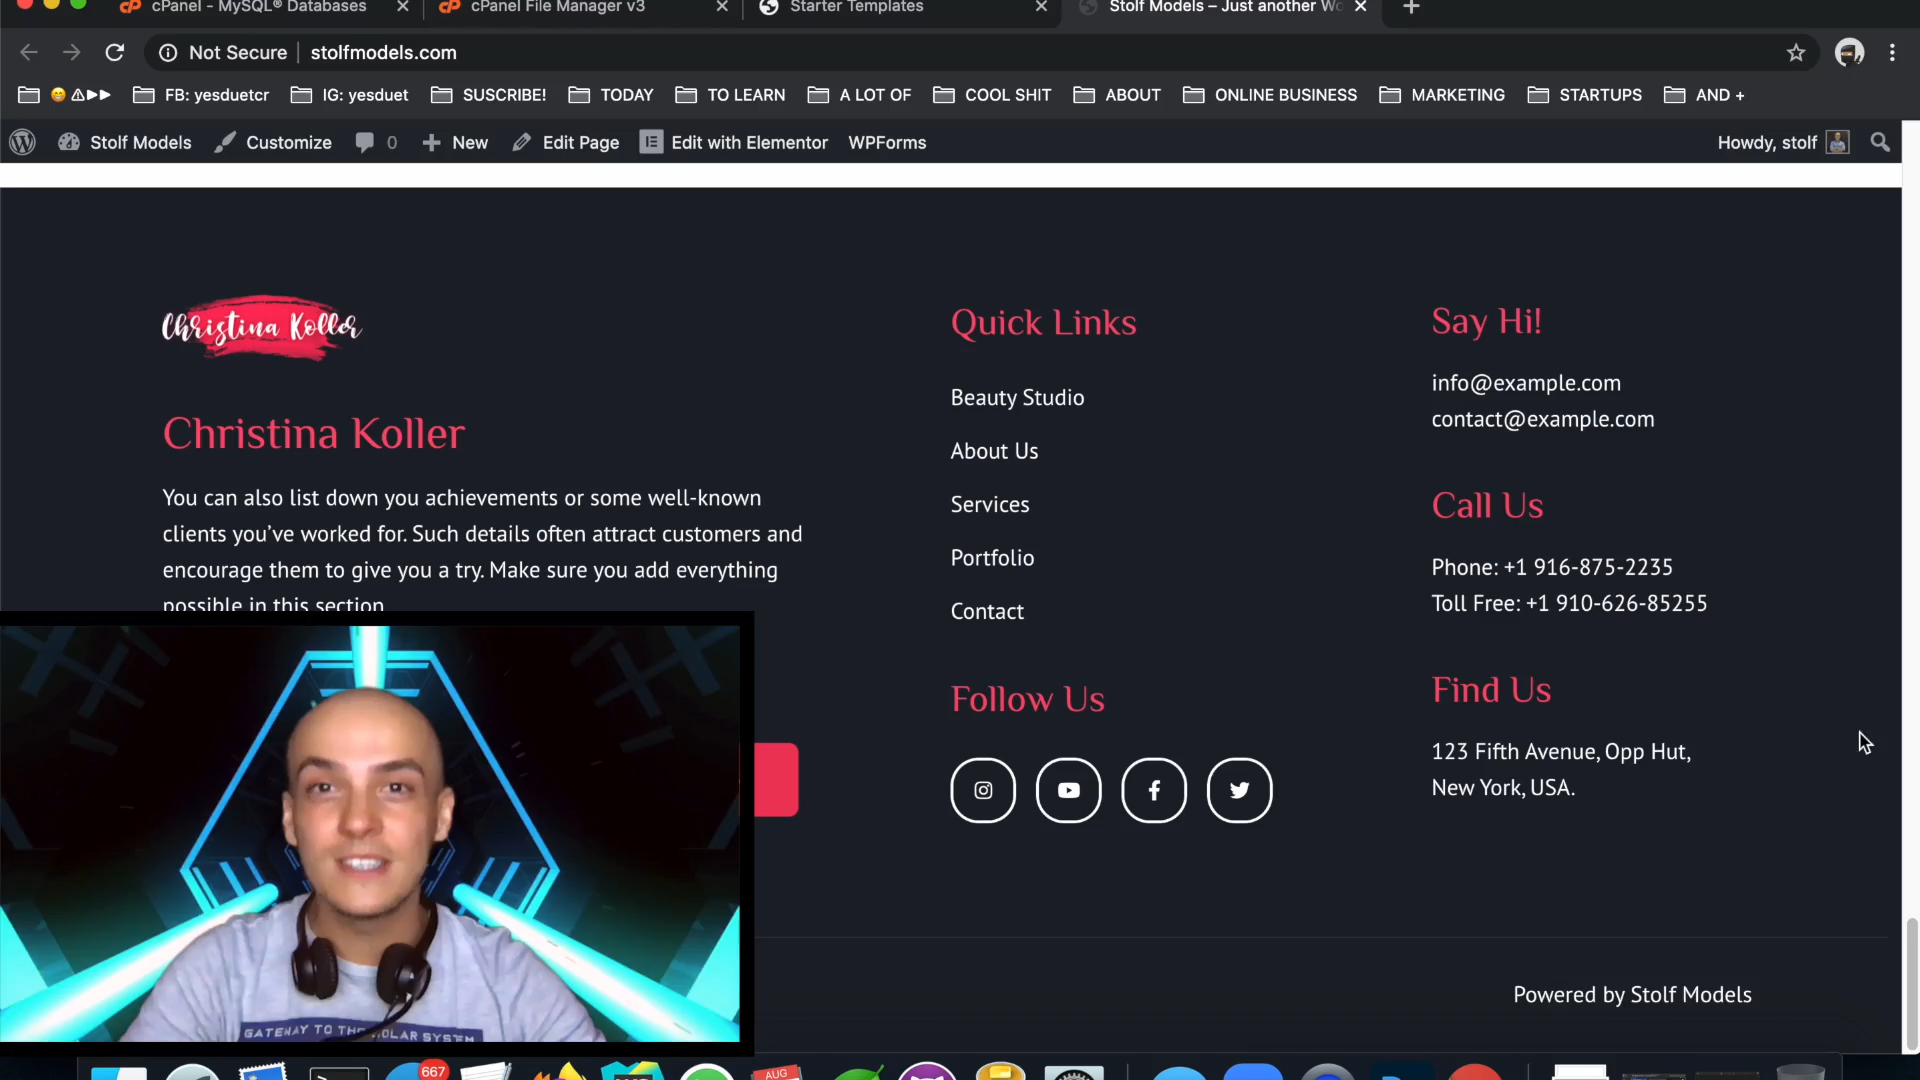 cPanel - MySQL® Databases
cPanel File Manager v3
Starter Templates
Stolf Models – Just another Wo
Not Secure
stolfmodels.com
FB: yesduetcr
IG: yesduet
SUSCRIBE!
TODAY
TO LEARN
A LOT OF
COOL SHIT
ABOUT
ONLINE BUSINESS
MARKETING
STARTUPS
AND +
Stolf Models
Customize
0
New
Edit Page
Edit with Elementor
WPForms
Howdy, stolf
Christina Koller
Christina Koller
You can also list down you achievements or some well-known
clients you’ve worked for. Such details often attract customers and
encourage them to give you a try. Make sure you add everything
possible in this section
Quick Links
Beauty Studio
About Us
Services
Portfolio
Contact
Follow Us
Say Hi!
info@example.com
contact@example.com
Call Us
Phone: +1 916-875-2235
Toll Free: +1 910-626-85255
Find Us
123 Fifth Avenue, Opp Hut,
New York, USA.
Powered by Stolf Models
GATEWAY TO THE SOLAR SYSTEM
667
AUG